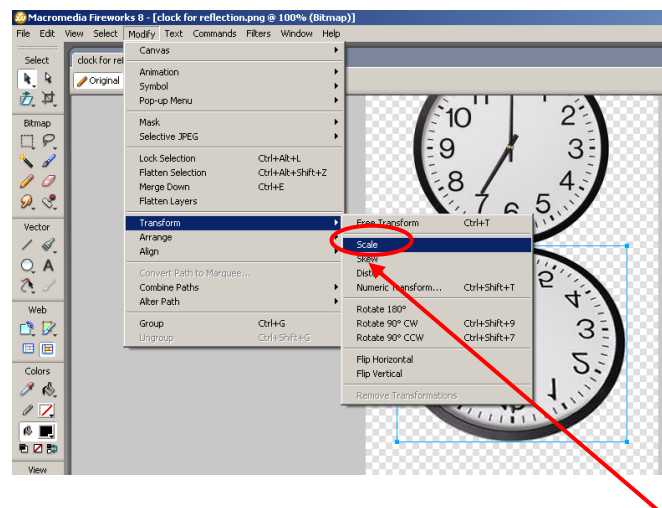 Macromedia Fireworks 8 - [clock for reflection.png @ 100% (Bitmap)]
File Edit View Select Modify Text Commands Filters Window Help
Select
clock for ref
Original
Bitmap
Vector
Web
Colors
View
Canvas
Animation
Symbol
Pop-up Menu
Mask
Selective JPEG
Lock Selection Ctrl+Alt+L
Flatten Selection Ctrl+Alt+Shift+Z
Merge Down Ctrl+E
Flatten Layers
Transform
Arrange
Align
Convert Path to Marquee...
Combine Paths
Alter Path
Group Ctrl+G
Ungroup Ctrl+Shift+G
Free Transform Ctrl+T
Scale
Skew
Distort
Numeric Transform... Ctrl+Shift+T
Rotate 180°
Rotate 90° CW Ctrl+Shift+9
Rotate 90° CCW Ctrl+Shift+7
Flip Horizontal
Flip Vertical
Remove Transformations
10 2
9 3
8 4
7 6 5
4
3
2